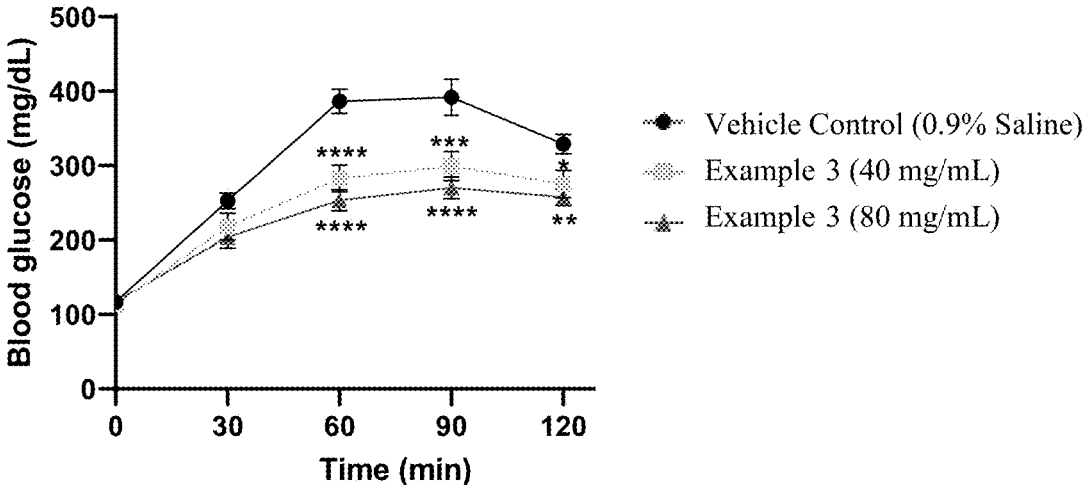 Blood glucose (mg/dL)
500
400
300
200
100
0
****
***
*
****
****
**
0 30 60 90 120
Time (min)
Vehicle Control (0.9% Saline)
Example 3 (40 mg/mL)
Example 3 (80 mg/mL)